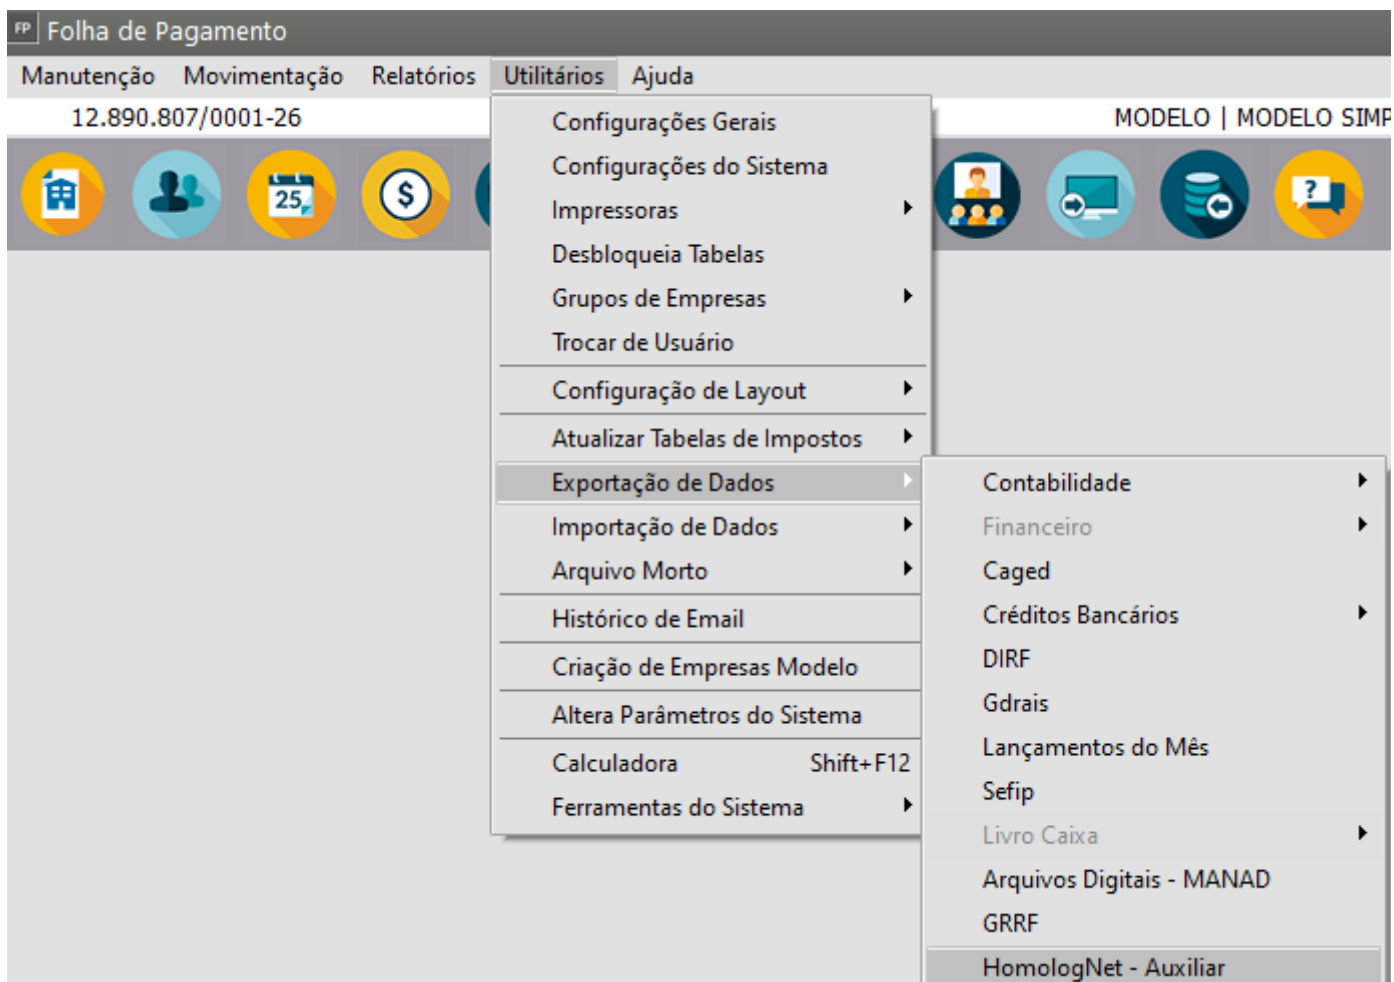 FP Folha de Pagamento
Manutenção Movimentação Relatórios Utilitários Ajuda
12.890.807/0001-26 MODELO | MODELO SIMP
25
$
?
Configurações Gerais
Configurações do Sistema
Impressoras
Desbloqueia Tabelas
Grupos de Empresas
Trocar de Usuário
Configuração de Layout
Atualizar Tabelas de Impostos
Exportação de Dados
Importação de Dados
Arquivo Morto
Histórico de Email
Criação de Empresas Modelo
Altera Parâmetros do Sistema
Calculadora Shift+F12
Ferramentas do Sistema
Contabilidade
Financeiro
Caged
Créditos Bancários
DIRF
Gdrais
Lançamentos do Mês
Sefip
Livro Caixa
Arquivos Digitais - MANAD
GRRF
HomologNet - Auxiliar